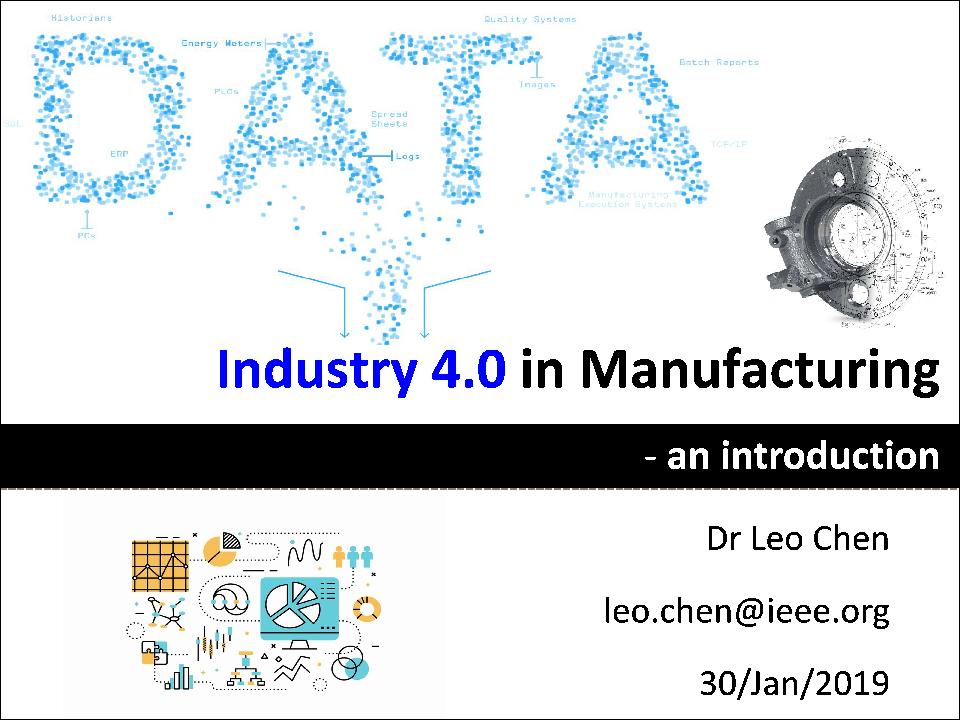 Historians
Quality Systems
Energy Meters
Batch Reports
Images
PLCs
Spread
Sheets
SQL
TCP/IP
ERP
Logs
Manufacturing
Execution Systems
PCs
DATA
Industry 4.0 in Manufacturing
- an introduction
Dr Leo Chen
leo.chen@ieee.org
30/Jan/2019